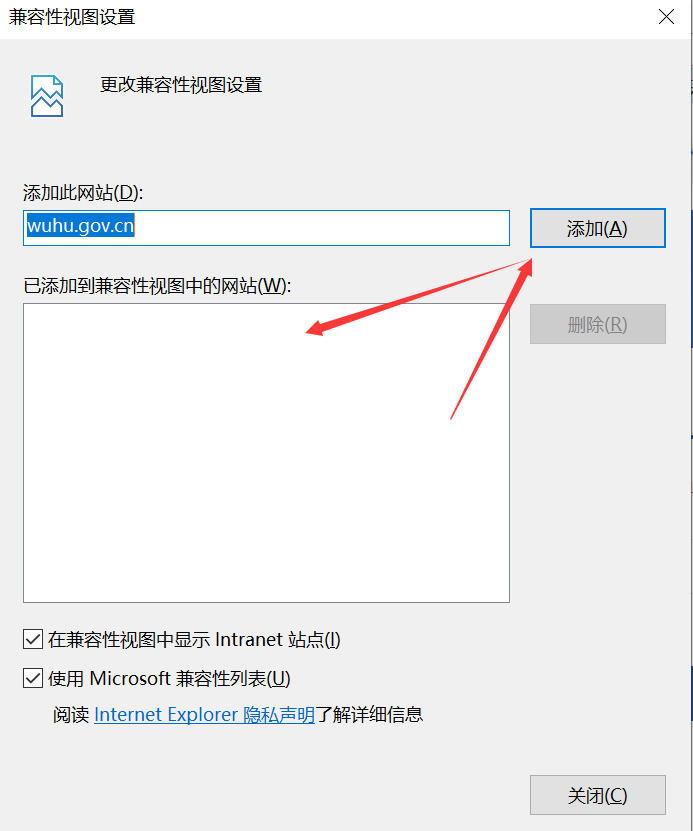 兼容性视图设置
更改兼容性视图设置
添加此网站(D):
wuhu.gov.cn
添加(A)
已添加到兼容性视图中的网站(W):
删除(R)
在兼容性视图中显示 Intranet 站点(I)
使用 Microsoft 兼容性列表(U)
阅读 Internet Explorer 隐私声明了解详细信息
关闭(C)